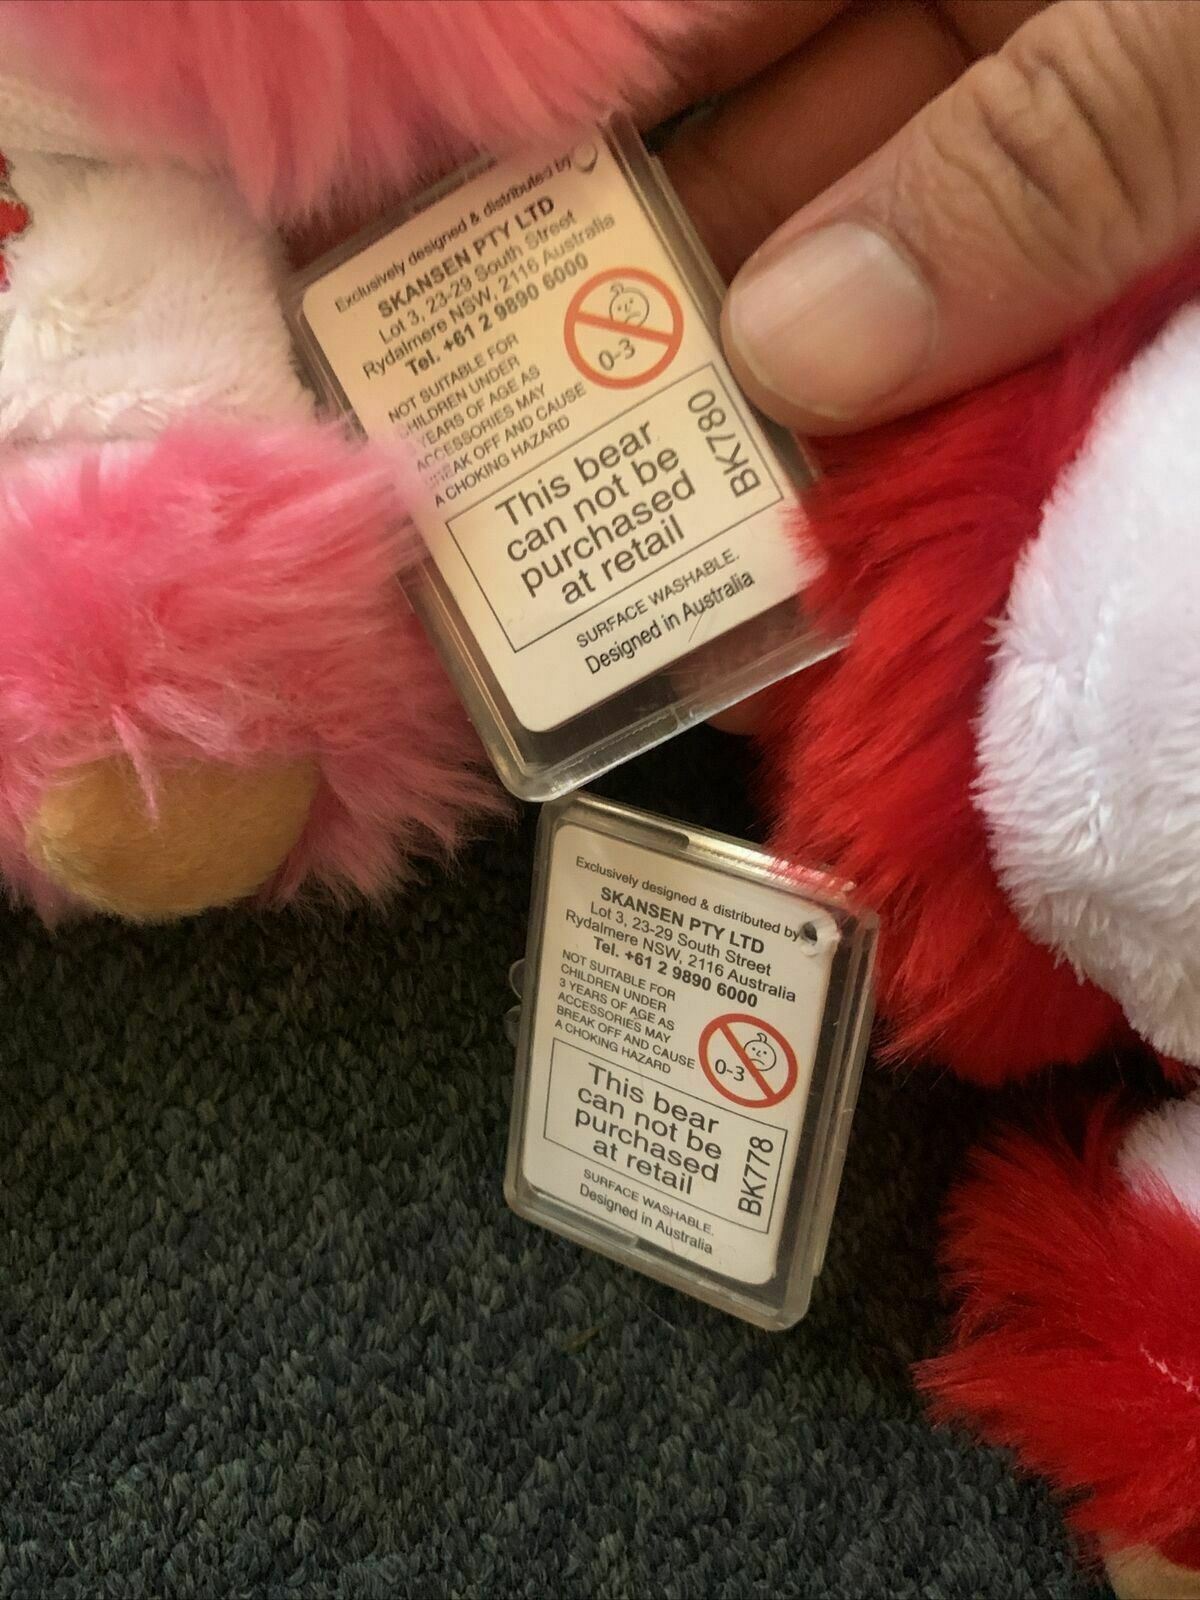 Exclusively designed & distributed by
SKANSEN PTY LTD
Lot 3, 23-29 South Street
Rydalmere NSW, 2116 Australia
Tel. +61 2 9890 6000
NOT SUITABLE FOR
CHILDREN UNDER
YEARS OF AGE AS
ACCESSORIES MAY
BREAK OFF AND CAUSE
A CHOKING HAZARD
0-3
This bear
can not be
purchased
at retail
BK780
SURFACE WASHABLE.
Designed in Australia
Exclusively designed & distributed by
SKANSEN PTY LTD
Lot 3, 23-29 South Street
Rydalmere NSW, 2116 Australia
Tel. +61 2 9890 6000
NOT SUITABLE FOR
CHILDREN UNDER
3 YEARS OF AGE AS
ACCESSORIES MAY
BREAK OFF AND CAUSE
A CHOKING HAZARD
0-3
This bear
can not be
purchased
at retail
BK778
SURFACE WASHABLE.
Designed in Australia